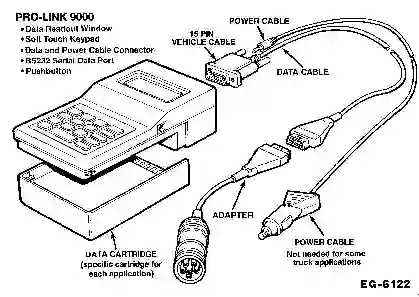 PRO-LINK 9000
• Data Readout Window
• Soft Touch Keypad
• Data and Power Cable Connector
• RS232 Serial Data Port
• Pushbutton
POWER CABLE
15 PIN
VEHICLE CABLE
DATA CABLE
ADAPTER
DATA CARTRIDGE
(specific cartridge for
each application)
POWER CABLE
Not needed for some
truck applications
EG-6122